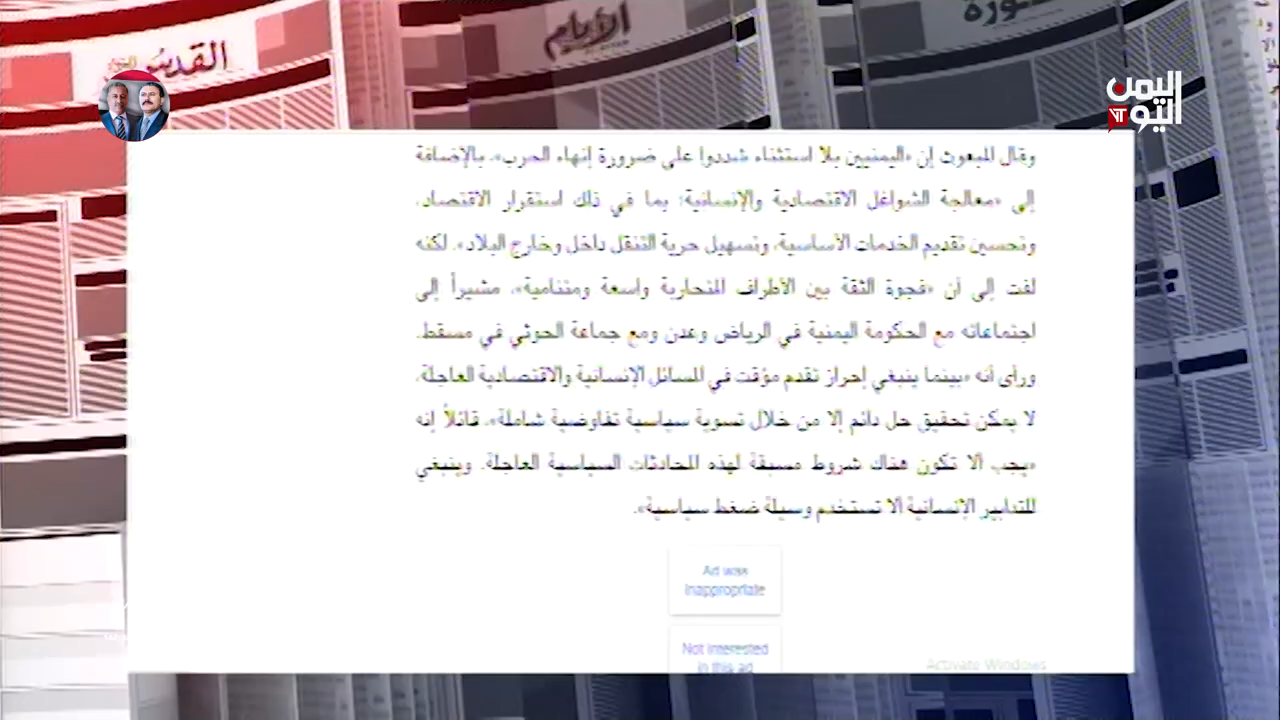 القدس
الأيام
ثورة
اليمن
اليوم
وقال المبعوث إن «اليمنيين بلا استثناء شددوا على ضرورة إنهاء الحرب»، بالإضافة
إلى «معالجة الشواغل الاقتصادية والإنسانية؛ بما في ذلك استقرار الاقتصاد،
وتحسين تقديم الخدمات الأساسية، وتسهيل حرية التنقل داخل وخارج البلاد». لكنه
لفت إلى أن «فجوة الثقة بين الأطراف المتحاربة واسعة ومتنامية»، مشيراً إلى
اجتماعاته مع الحكومة اليمنية في الرياض وعدن ومع جماعة الحوثي في مسقط.
ورأى أنه «بينما ينبغي إحراز تقدم مؤقت في المسائل الإنسانية والاقتصادية العاجلة،
لا يمكن تحقيق حل دائم إلا من خلال تسوية سياسية تفاوضية شاملة»، قائلاً إنه
«يجب ألا تكون هناك شروط مسبقة لهذه المحادثات السياسية العاجلة. وينبغي
للتدابير الإنسانية ألا تستخدم وسيلة ضغط سياسية».
Ad was
inappropriate
Not interested
in this ad
Activate Windows